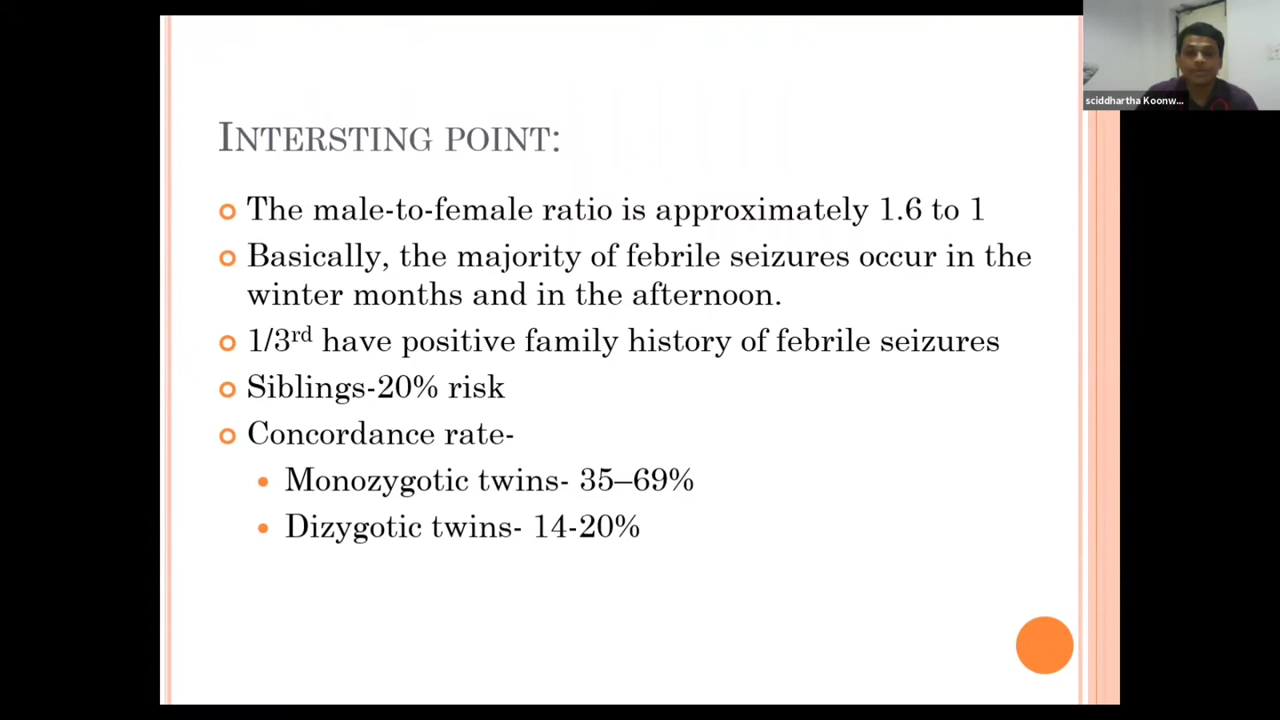 INTERSTING POINT:
The male-to-female ratio is approximately 1.6 to 1
Basically, the majority of febrile seizures occur in the
winter months and in the afternoon.
1/3rd have positive family history of febrile seizures
Siblings-20% risk
Concordance rate-
Monozygotic twins- 35–69%
Dizygotic twins- 14-20%
sciddhartha Koonw...